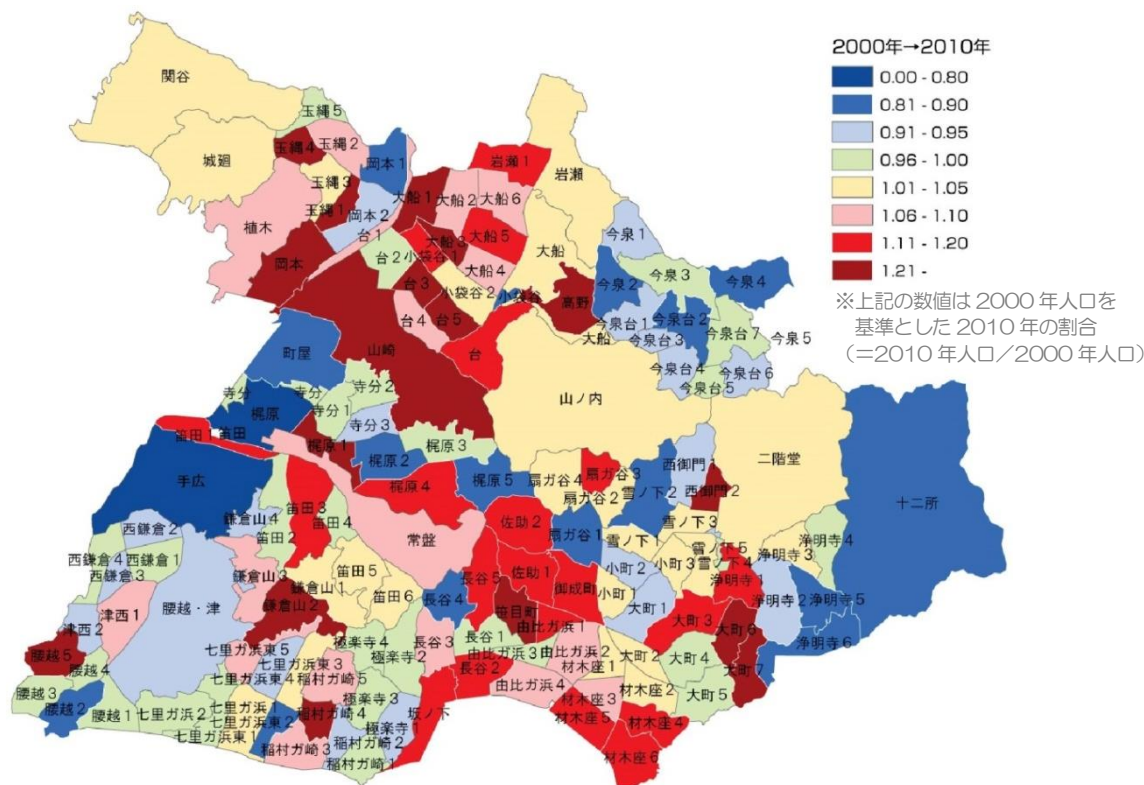 2000年→2010年
0.00 - 0.80
0.81 - 0.90
0.91 - 0.95
0.96 - 1.00
1.01 - 1.05
1.06 - 1.10
1.11 - 1.20
1.21 -
※上記の数値は2000年人口を
基準とした2010年の割合
(=2010年人口/2000年人口)
関谷
玉縄5
城廻
玉縄4
玉縄2
岡本1
岩瀬1
岩瀬
玉縄3
玉縄1
岡本2
大船1
大船2
大船6
植木
台1
大船3
大船5
大船
今泉1
岡本
台2
小袋谷1
大船4
今泉3
今泉2
今泉4
台3
小袋谷2
小袋谷
高野
台4
台5
今泉台1
今泉台2
今泉台7
今泉5
大船
今泉台3
町屋
山崎
台
今泉台4
今泉台6
今泉台5
寺分
寺分
寺分2
山ノ内
梶原
寺分1
寺分3
笛田1
笛田
梶原1
梶原3
二階堂
十二所
手広
梶原2
梶原5
扇ガ谷4
扇ガ谷3
西御門1
梶原4
扇ガ谷2
雪ノ下2
西御門2
笛田3
西鎌倉2
鎌倉山4
笛田4
佐助2
扇ガ谷1
雪ノ下3
雪ノ下1
浄明寺4
西鎌倉4
西鎌倉1
笛田2
常盤
小町3
雪ノ下5
雪ノ下4
浄明寺3
西鎌倉3
鎌倉山3
笛田5
長谷5
佐助1
御成町
小町2
浄明寺1
鎌倉山1
小町1
大町1
浄明寺2
浄明寺5
津西1
腰越・津
鎌倉山2
笛田6
長谷4
笹目町
由比ガ浜1
大町3
大町6
浄明寺6
津西2
腰越5
七里ガ浜東5
極楽寺4
極楽寺2
長谷3
長谷1
由比ガ浜3
由比ガ浜2
大町2
大町4
大町7
腰越4
七里ガ浜東3
七里ガ浜東4
稲村ガ崎5
長谷2
材木座1
腰越3
腰越2
腰越1
七里ガ浜2
七里ガ浜1
七里ガ浜東2
七里ガ浜東1
稲村ガ崎4
極楽寺3
極楽寺1
坂ノ下
由比ガ浜4
材木座3
材木座2
大町5
稲村ガ崎3
稲村ガ崎2
稲村ガ崎1
材木座5
材木座4
材木座6